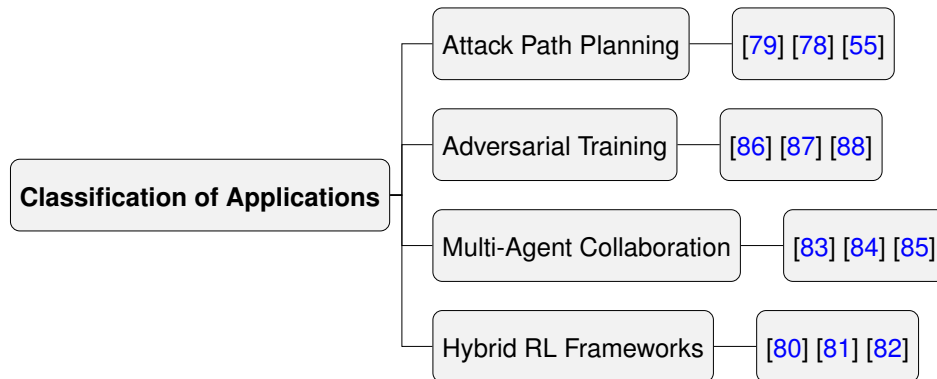 Classification of Applications
Attack Path Planning
[79] [78] [55]
Adversarial Training
[86] [87] [88]
Multi-Agent Collaboration
[83] [84] [85]
Hybrid RL Frameworks
[80] [81] [82]